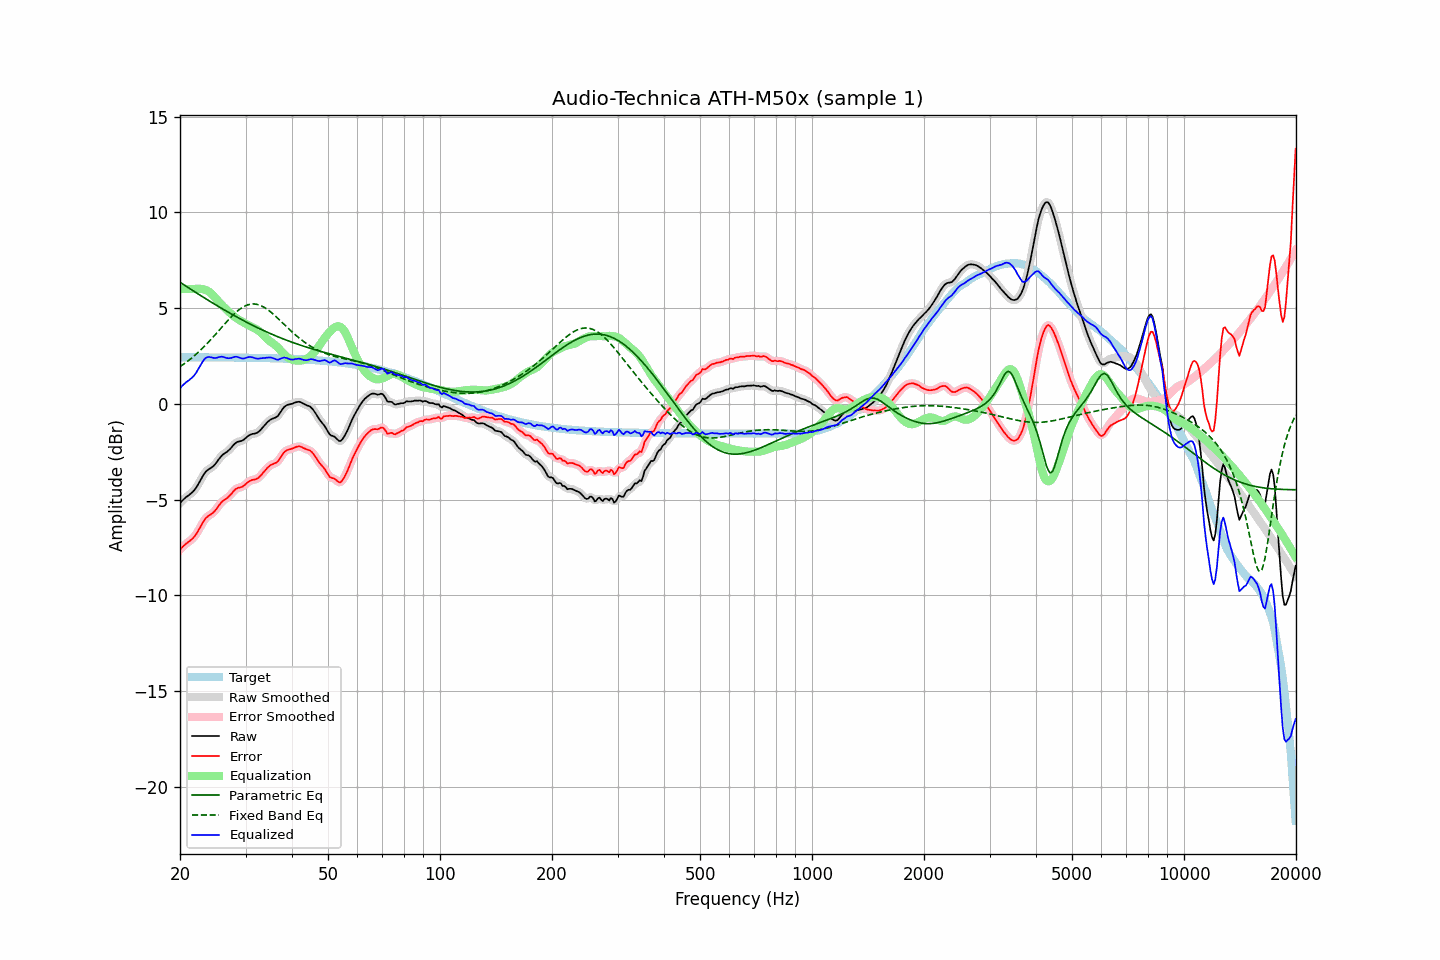 Audio-Technica ATH-M50x (sample 1)
15
10
5
0
−5
−10
−15
−20
Amplitude (dBr)
Target
Raw Smoothed
Error Smoothed
Raw
Error
Equalization
Parametric Eq
Fixed Band Eq
Equalized
20
50
100
200
500
1000
2000
5000
10000
20000
Frequency (Hz)